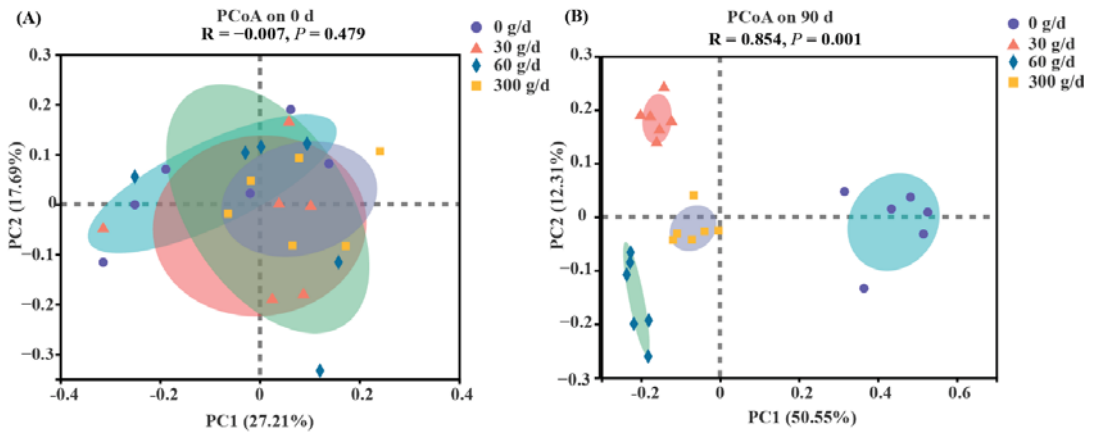 (A)
PCoA on 0 d
R = −0.007, P = 0.479
0 g/d
30 g/d
60 g/d
300 g/d
0.3
0.2
0.1
0
−0.1
−0.2
−0.3
PC2 (17.69%)
-0.4
-0.2
0
0.2
0.4
PC1 (27.21%)
(B)
PCoA on 90 d
R = 0.854, P = 0.001
0 g/d
30 g/d
60 g/d
300 g/d
0.3
0.2
0.1
0
−0.1
−0.2
−0.3
PC2 (12.31%)
-0.2
0
0.2
0.4
0.6
PC1 (50.55%)